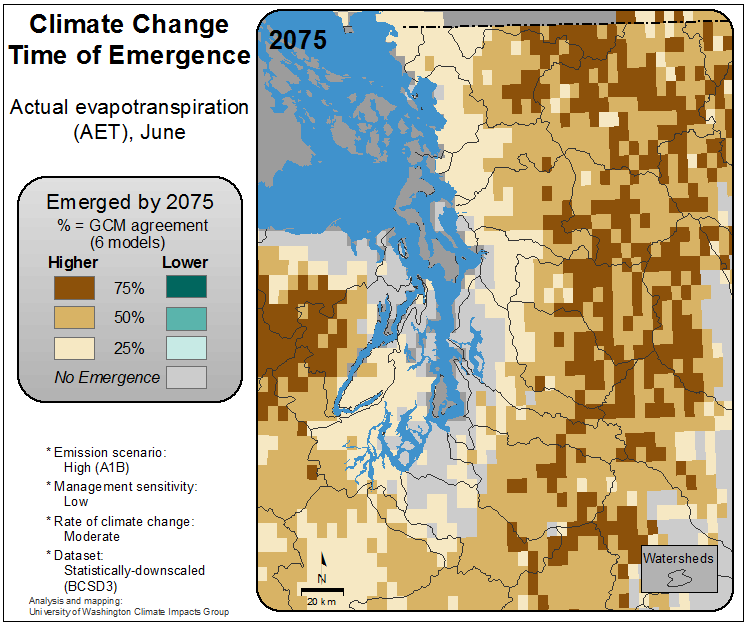 Climate Change
Time of Emergence
Actual evapotranspiration
(AET), June
Emerged by 2075
% = GCM agreement
(6 models)
Higher Lower
75%
50%
25%
No Emergence
* Emission scenario:
High (A1B)
* Management sensitivity:
Low
* Rate of climate change:
Moderate
* Dataset:
Statistically-downscaled
(BCSD3)
Analysis and mapping:
University of Washington Climate Impacts Group
2075
N
20 km
Watersheds